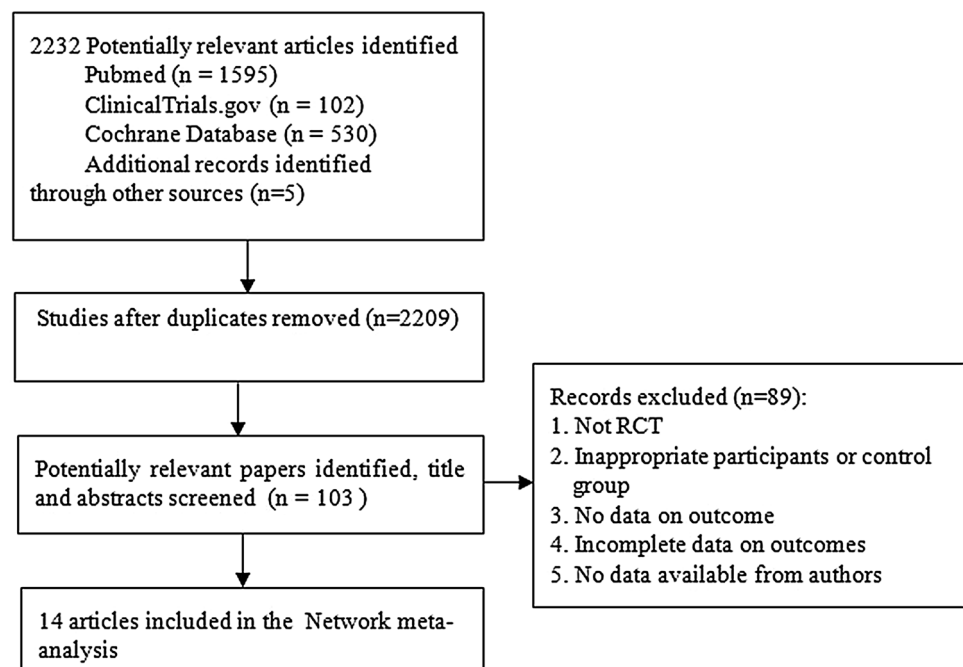 2232 Potentially relevant articles identified
Pubmed (n = 1595)
ClinicalTrials.gov (n = 102)
Cochrane Database (n = 530)
Additional records identified
through other sources (n=5)
Studies after duplicates removed (n=2209)
Potentially relevant papers identified, title
and abstracts screened (n = 103 )
Records excluded (n=89):
1. Not RCT
2. Inappropriate participants or control
group
3. No data on outcome
4. Incomplete data on outcomes
5. No data available from authors
14 articles included in the Network meta-
analysis